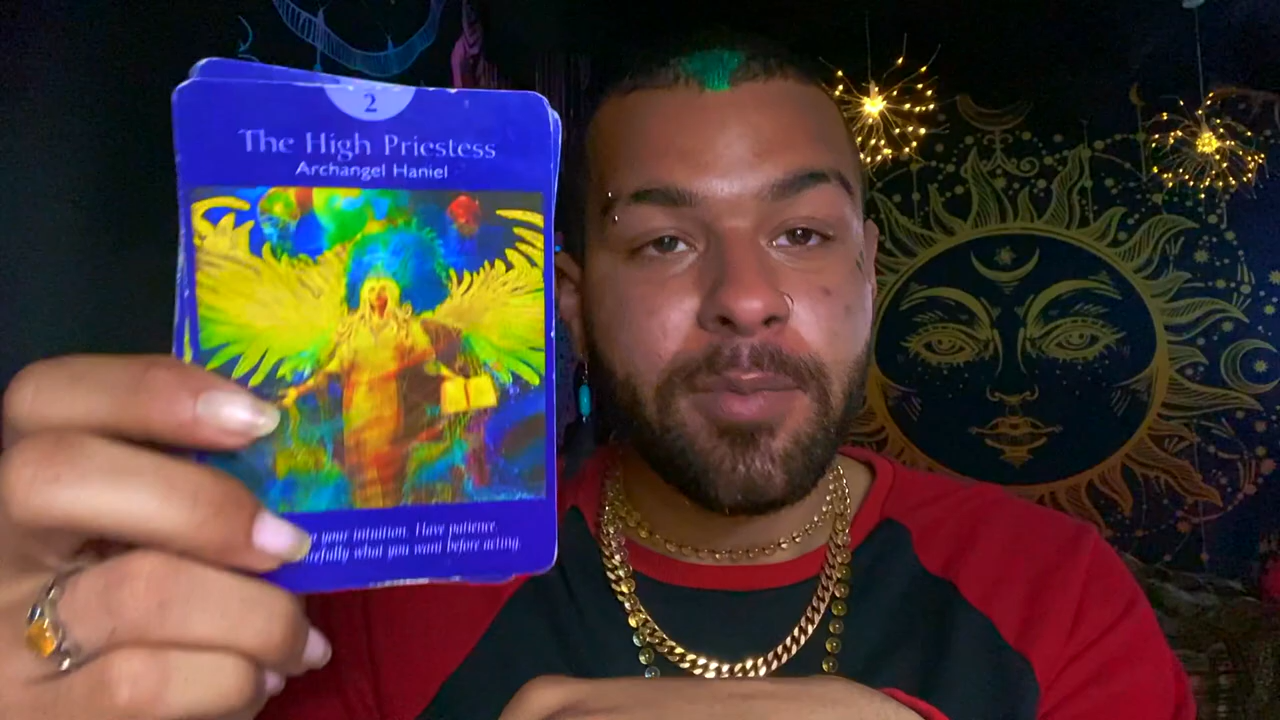 2
The High Priestess
Archangel Haniel
your intuition. Have patience.
what you want before acting.